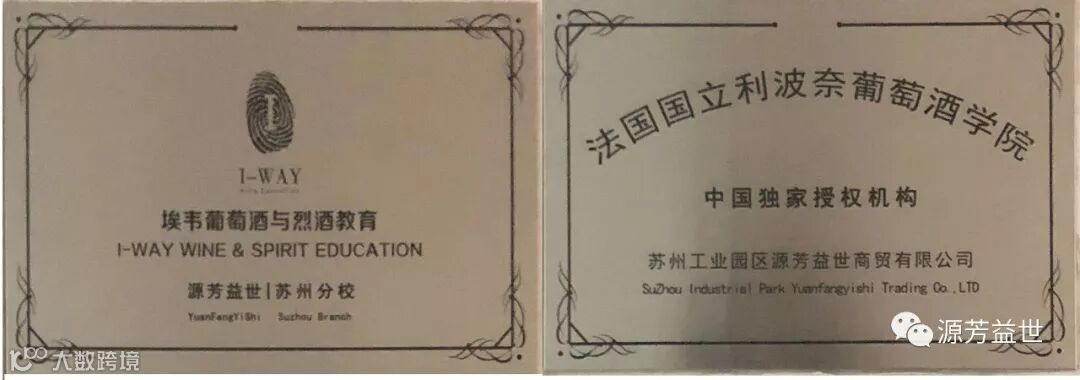 I
I-WAY
埃韦葡萄酒与烈酒教育
I-WAY WINE & SPIRIT EDUCATION
源芳益世|苏州分校
YuanFangYiShi Suzhou Branch
大数跨境
法国国立利波奈葡萄酒学院
中国独家授权机构
苏州工业园区源芳益世商贸有限公司
SuZhou Industrial Park Yuanfangyishi Trading Co.,LTD
源芳益世